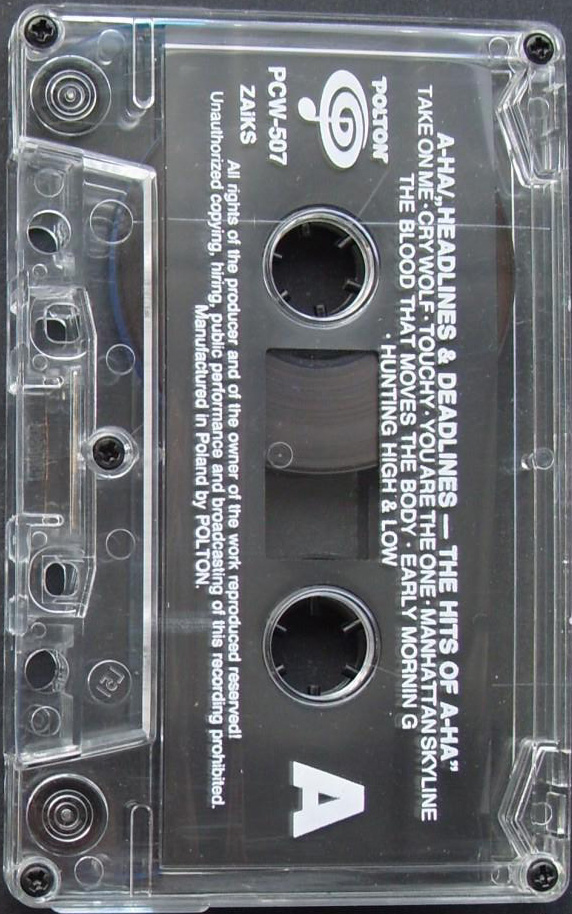 A-HA/„HEADLINES & DEADLINES — THE HITS OF A-HA”
TAKE ON ME·CRY WOLF·TOUCHY·YOU ARE THE ONE·MANHATTAN SKYLINE
THE BLOOD THAT MOVES THE BODY·EARLY MORNIN G
·HUNTING HIGH & LOW
POLTON
PCW-507
ZAiKS
A
All rights of the producer and of the owner of the work reproduced reserved!
Unauthorized copying, hiring, public performance and broadcasting of this recording prohibited.
Manufactured in Poland by POLTON.